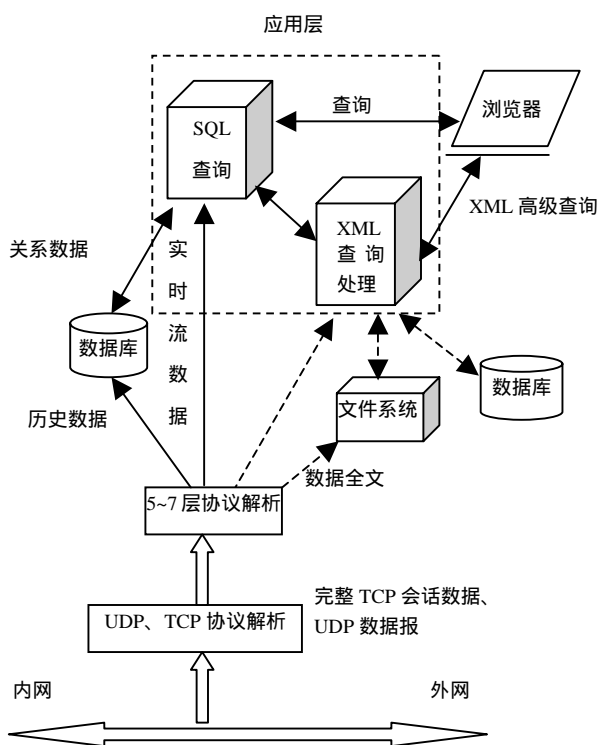 应用层
SQL
查询
查询
浏览器
XML 高级查询
XML
查 询
处理
关系数据
实
时
流
数
据
数据库
历史数据
文件系统
数据库
数据全文
5~7 层协议解析
完整 TCP 会话数据、
UDP 数据报
UDP、TCP 协议解析
内网
外网